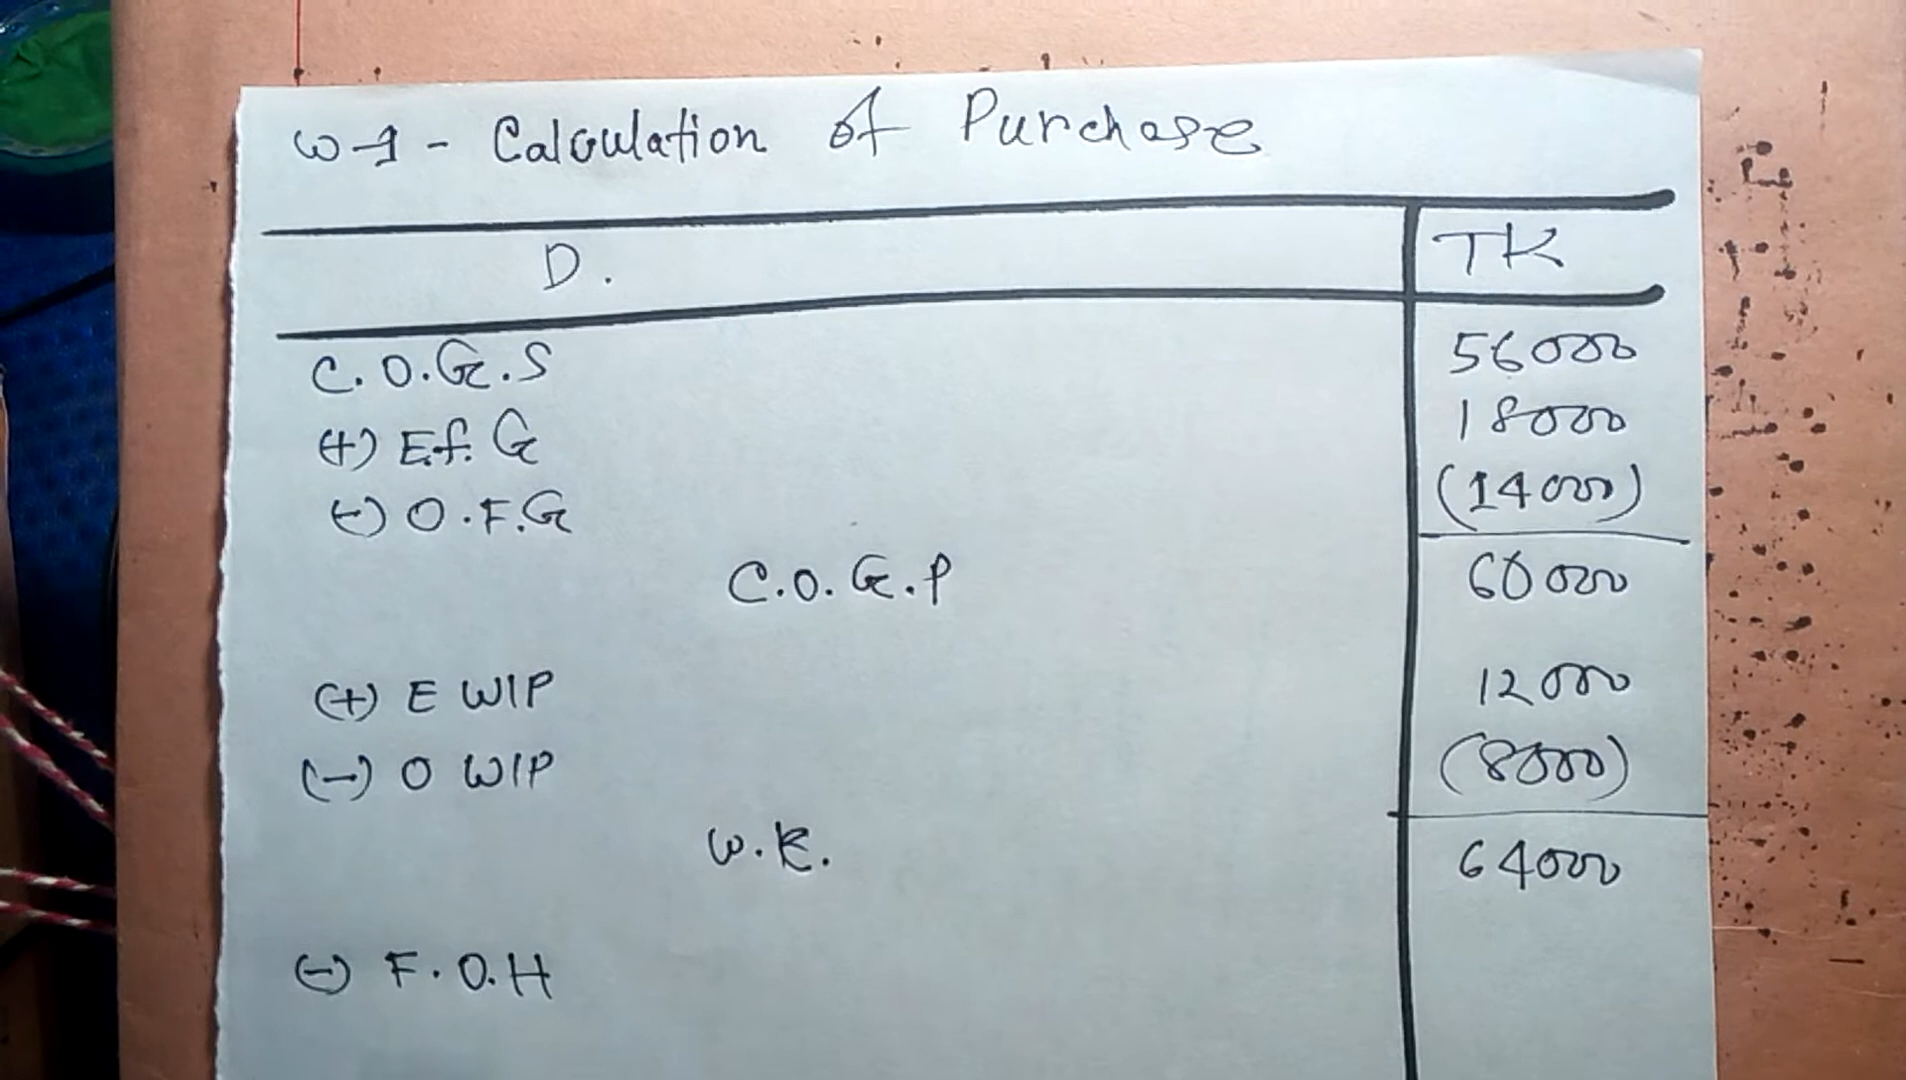 W-1 - Calculation of Purchase
D. TK
C.O.G.S 56000
(+) E.f.G 18000
(-) O.F.G (14000)
C.O.G.P 60000
(+) E WIP 12000
(-) O WIP (8000)
W.K. 64000
(-) F.O.H